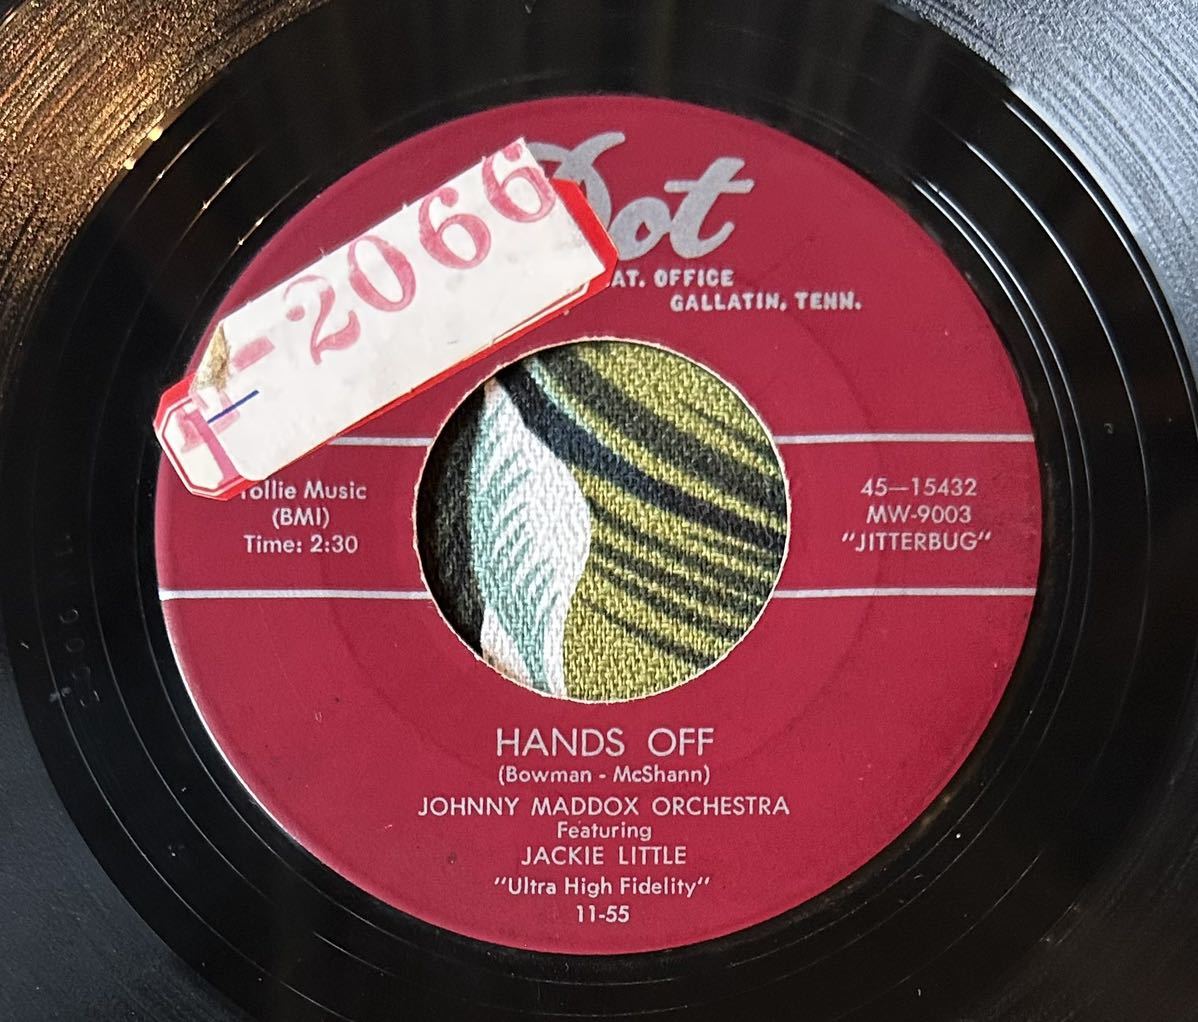 Dot
AT. OFFICE
GALLATIN, TENN.
2066
Tollie Music
(BMI)
Time: 2:30
45—15432
MW-9003
"JITTERBUG"
HANDS OFF
(Bowman - McShann)
JOHNNY MADDOX ORCHESTRA
Featuring
JACKIE LITTLE
"Ultra High Fidelity"
11-55